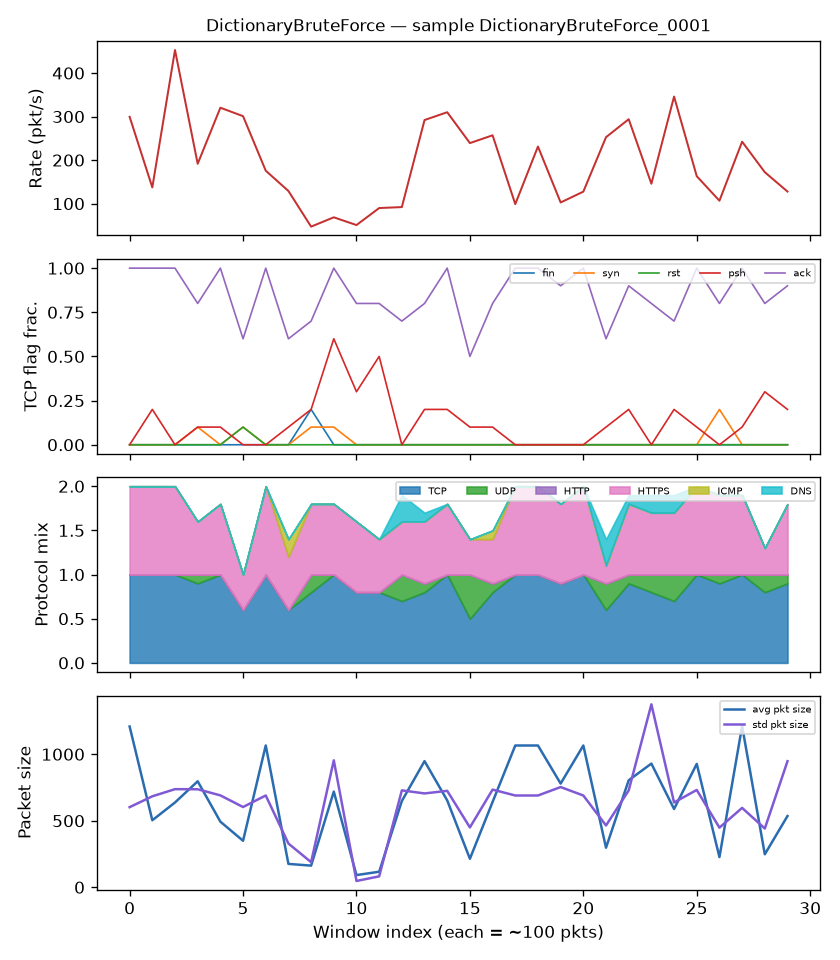 DictionaryBruteForce — sample DictionaryBruteForce_0001
Rate (pkt/s)
400
300
200
100
TCP flag frac.
1.00
0.75
0.50
0.25
0.00
fin syn rst psh ack
Protocol mix
2.0
1.5
1.0
0.5
0.0
TCP UDP HTTP HTTPS ICMP DNS
Packet size
1000
500
0
avg pkt size
std pkt size
0 5 10 15 20 25 30
Window index (each = ~100 pkts)